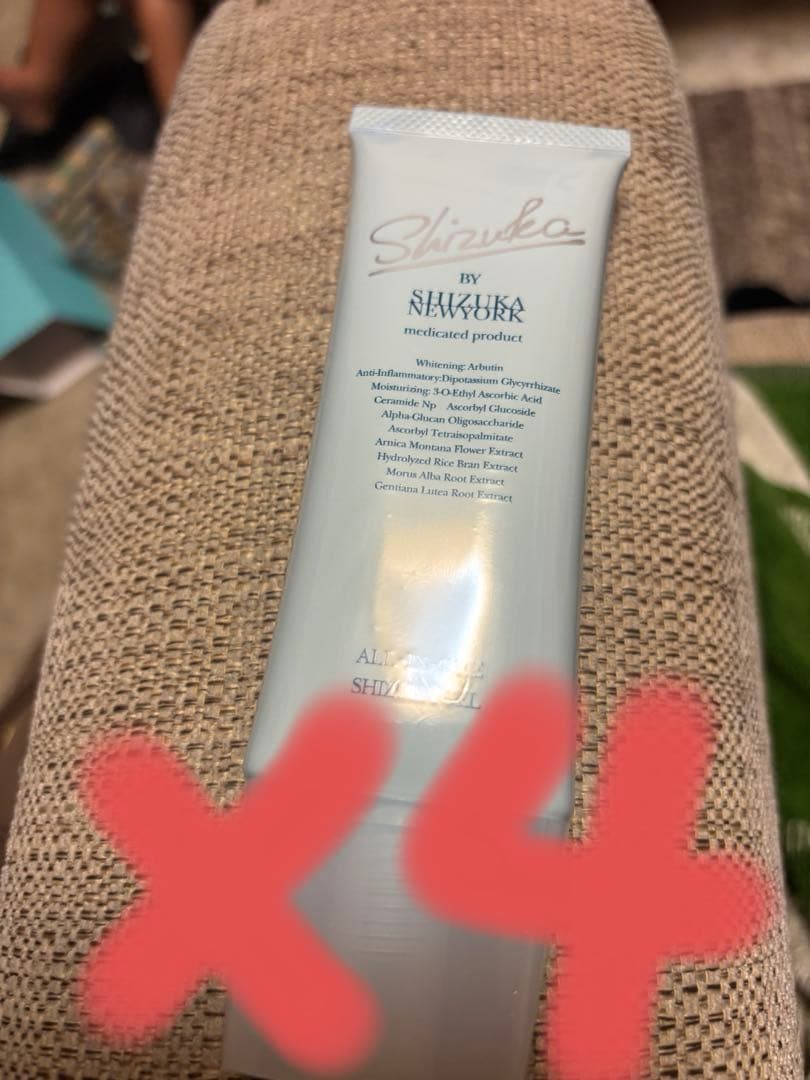 Shizuka
BY
SHIZUKA
NEWYORK
medicated product
Whitening: Arbutin
Anti-Inflammatory:Dipotassium Glycyrrhizate
Moisturizing: 3-O-Ethyl Ascorbic Acid
Ceramide Np Ascorbyl Glucoside
Alpha-Glucan Oligosaccharide
Ascorbyl Tetraisopalmitate
Arnica Montana Flower Extract
Hydrolyzed Rice Bran Extract
Morus Alba Root Extract
Gentiana Lutea Root Extract
×4